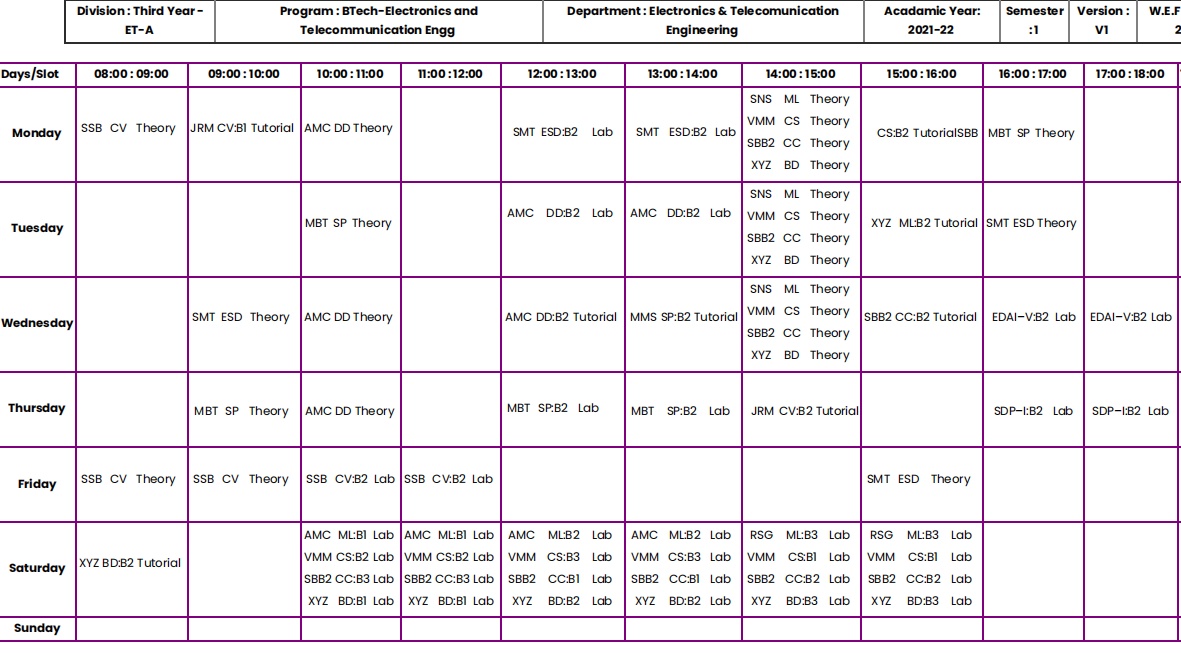 Division : Third Year - Program : BTech-Electronics and Department : Electronics & Telecomunication Acadamic Year: Semester Version : W.E.F
ET-A Telecommunication Engg Engineering 2021-22 : 1 V1 2
Days/Slot 08:00 : 09:00 09:00 : 10:00 10:00 : 11:00 11:00 : 12:00 12:00 : 13:00 13:00 : 14:00 14:00 : 15:00 15:00 : 16:00 16:00 : 17:00 17:00 : 18:00
Monday SSB CV Theory JRM CV:B1 Tutorial AMC DD Theory SMT ESD:B2 Lab SMT ESD:B2 Lab SNS ML Theory CS:B2 TutorialSBB MBT SP Theory
VMM CS Theory
SBB2 CC Theory
XYZ BD Theory
Tuesday MBT SP Theory AMC DD:B2 Lab AMC DD:B2 Lab SNS ML Theory XYZ ML:B2 Tutorial SMT ESD Theory
VMM CS Theory
SBB2 CC Theory
XYZ BD Theory
Wednesday SMT ESD Theory AMC DD Theory AMC DD:B2 Tutorial MMS SP:B2 Tutorial SNS ML Theory SBB2 CC:B2 Tutorial EDAI-V:B2 Lab EDAI-V:B2 Lab
VMM CS Theory
SBB2 CC Theory
XYZ BD Theory
Thursday MBT SP Theory AMC DD Theory MBT SP:B2 Lab MBT SP:B2 Lab JRM CV:B2 Tutorial SDP-I:B2 Lab SDP-I:B2 Lab
Friday SSB CV Theory SSB CV Theory SSB CV:B2 Lab SSB CV:B2 Lab SMT ESD Theory
Saturday XYZ BD:B2 Tutorial AMC ML:B1 Lab AMC ML:B1 Lab AMC ML:B2 Lab AMC ML:B2 Lab RSG ML:B3 Lab RSG ML:B3 Lab
VMM CS:B2 Lab VMM CS:B2 Lab VMM CS:B3 Lab VMM CS:B3 Lab VMM CS:B1 Lab VMM CS:B1 Lab
SBB2 CC:B3 Lab SBB2 CC:B3 Lab SBB2 CC:B1 Lab SBB2 CC:B1 Lab SBB2 CC:B2 Lab SBB2 CC:B2 Lab
XYZ BD:B1 Lab XYZ BD:B1 Lab XYZ BD:B2 Lab XYZ BD:B2 Lab XYZ BD:B3 Lab XYZ BD:B3 Lab
Sunday